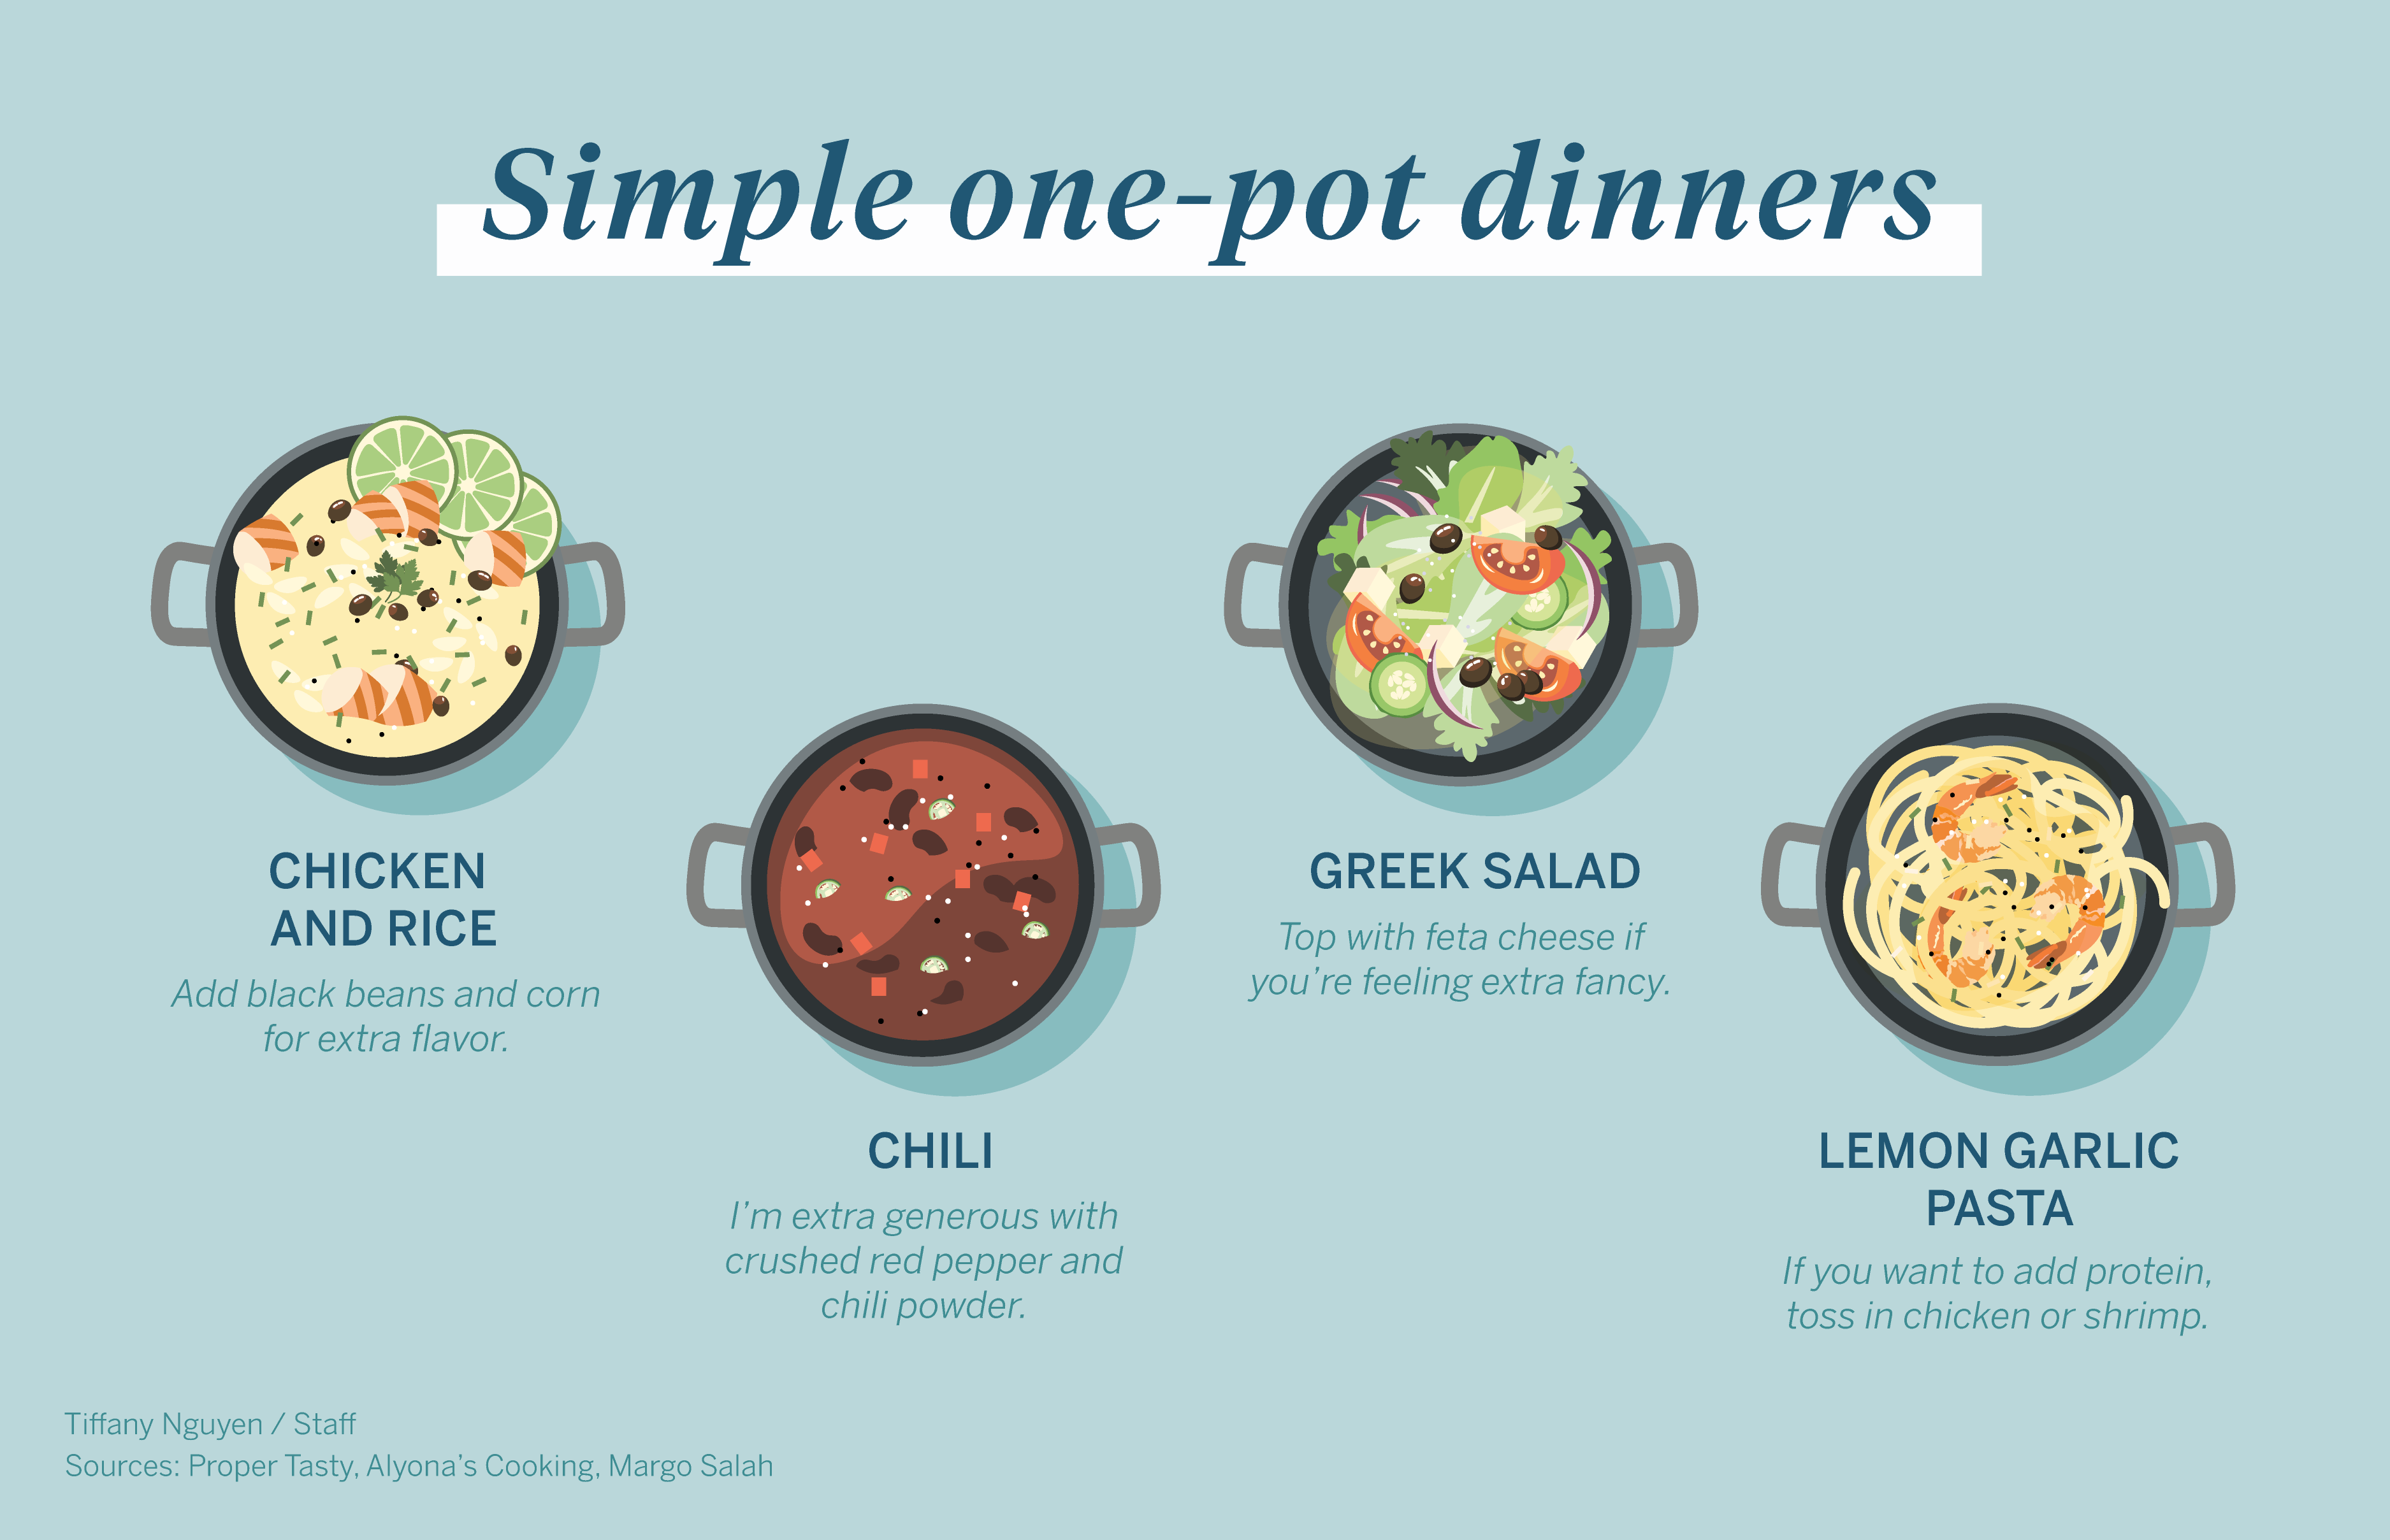 Simple one-pot dinners
CHICKEN
AND RICE
Add black beans and corn
for extra flavor.
CHILI
I’m extra generous with
crushed red pepper and
chili powder.
GREEK SALAD
Top with feta cheese if
you’re feeling extra fancy.
LEMON GARLIC
PASTA
If you want to add protein,
toss in chicken or shrimp.
Tiffany Nguyen / Staff
Sources: Proper Tasty, Alyona’s Cooking, Margo Salah